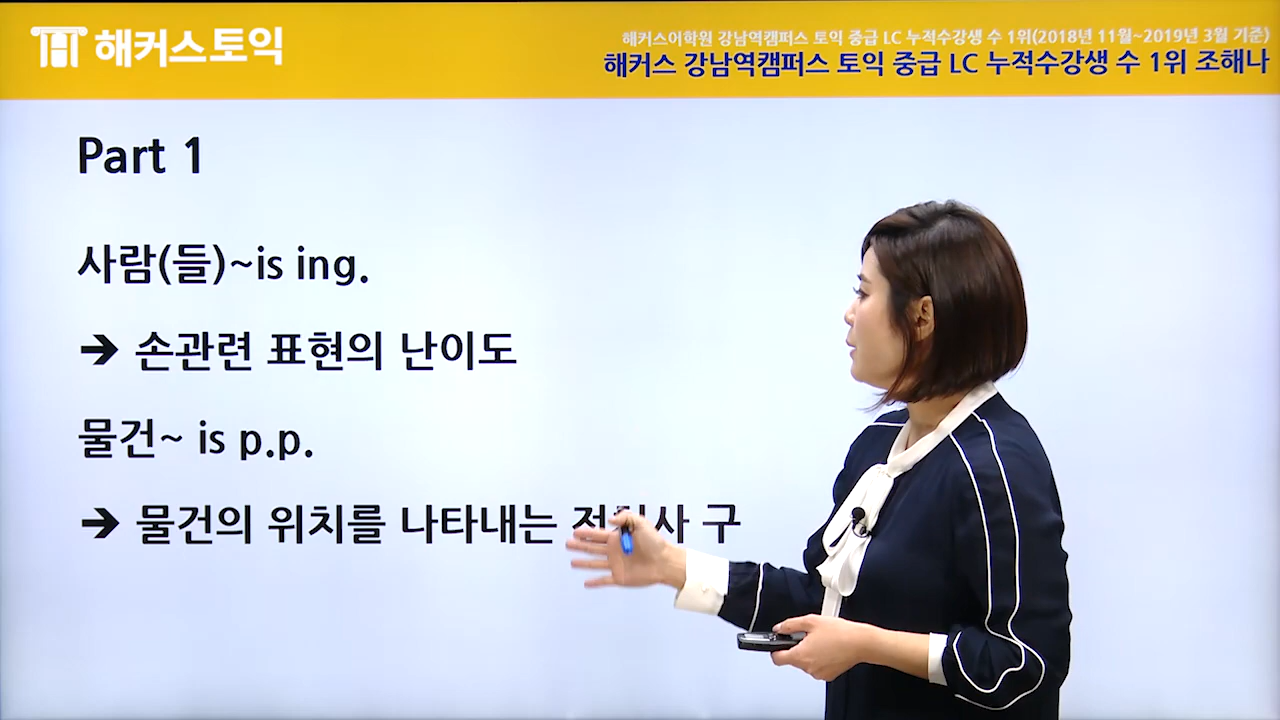 해커스토익
해커스어학원 강남역캠퍼스 토익 중급 LC 누적수강생 수 1위(2018년 11월~2019년 3월 기준)
해커스 강남역캠퍼스 토익 중급 LC 누적수강생 수 1위 조해나
Part 1
사람(들)~is ing.
➔ 손관련 표현의 난이도
물건~ is p.p.
➔ 물건의 위치를 나타내는 구